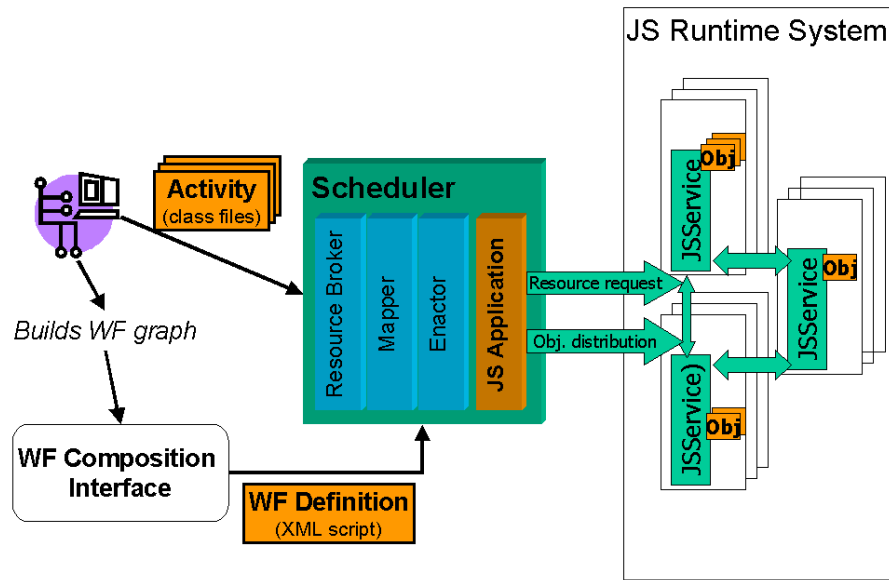 JS Runtime System
Activity
(class files)
Scheduler
Resource Broker
Mapper
Enactor
JS Application
Resource request
Obj. distribution
JSService
Obj
JSService
Obj
JSService)
Obj
Builds WF graph
WF Composition
Interface
WF Definition
(XML script)